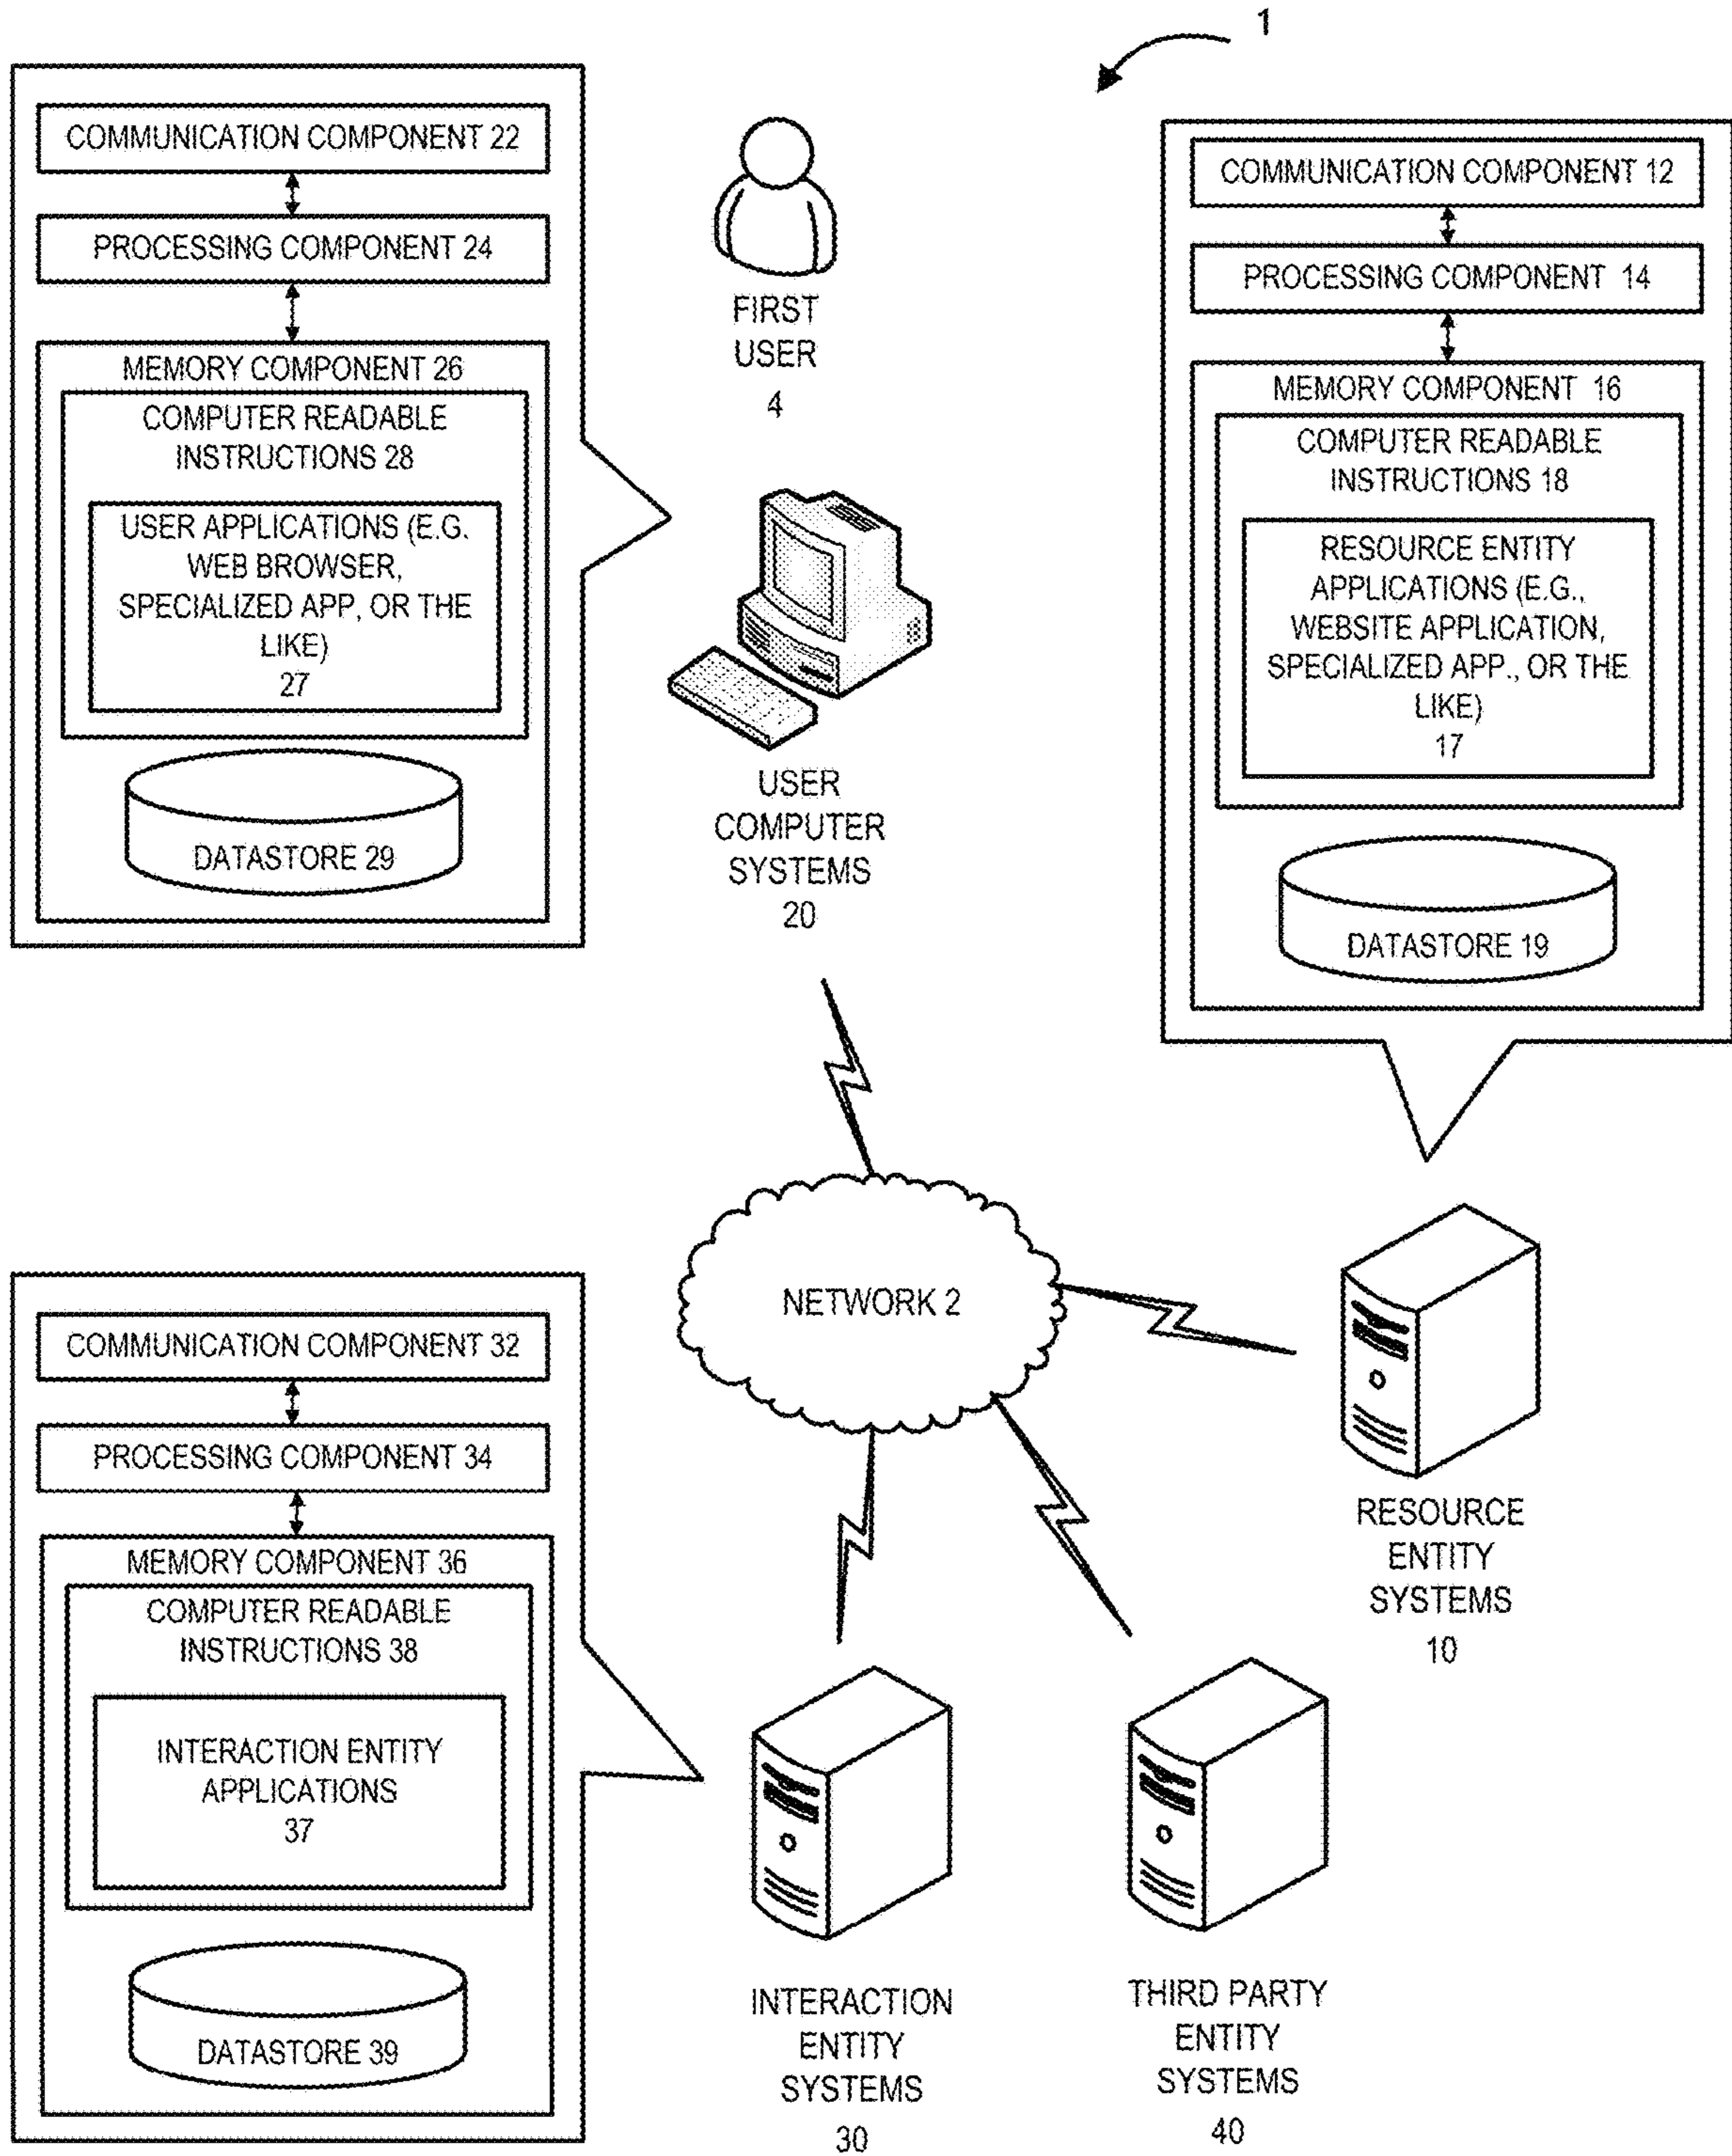 1
COMMUNICATION COMPONENT 22
PROCESSING COMPONENT 24
MEMORY COMPONENT 26
COMPUTER READABLE
INSTRUCTIONS 28
USER APPLICATIONS (E.G.
WEB BROWSER,
SPECIALIZED APP, OR THE
LIKE)
27
DATASTORE 29
FIRST
USER
4
USER
COMPUTER
SYSTEMS
20
COMMUNICATION COMPONENT 12
PROCESSING COMPONENT 14
MEMORY COMPONENT 16
COMPUTER READABLE
INSTRUCTIONS 18
RESOURCE ENTITY
APPLICATIONS (E.G.,
WEBSITE APPLICATION,
SPECIALIZED APP., OR THE
LIKE)
17
DATASTORE 19
NETWORK 2
RESOURCE
ENTITY
SYSTEMS
10
COMMUNICATION COMPONENT 32
PROCESSING COMPONENT 34
MEMORY COMPONENT 36
COMPUTER READABLE
INSTRUCTIONS 38
INTERACTION ENTITY
APPLICATIONS
37
DATASTORE 39
INTERACTION
ENTITY
SYSTEMS
30
THIRD PARTY
ENTITY
SYSTEMS
40